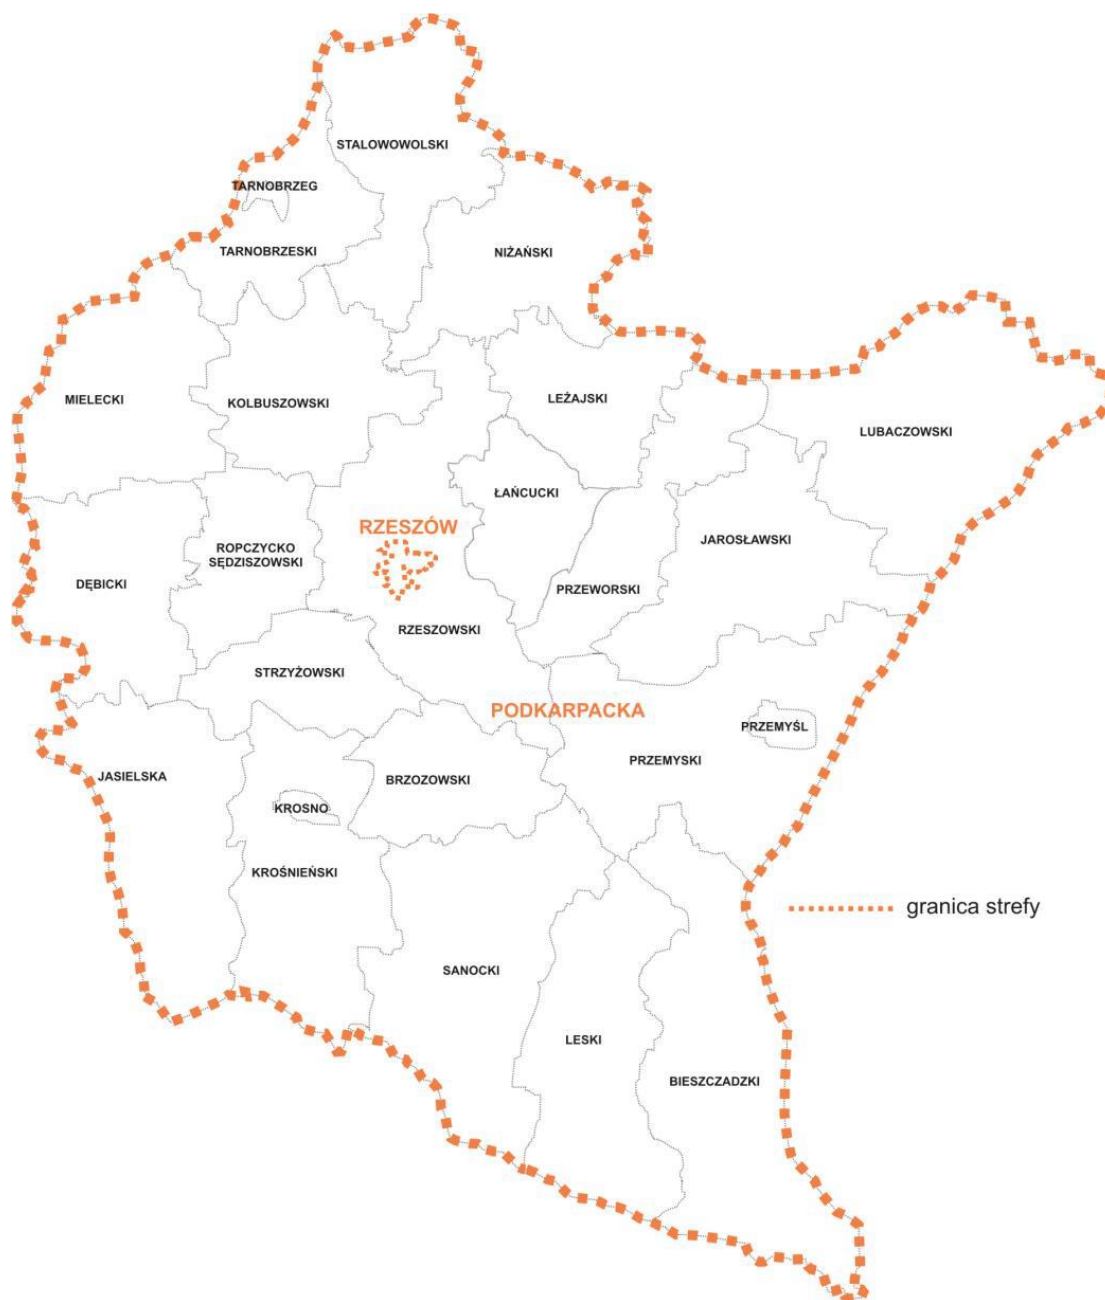 STALOWOWOLSKI
TARNOBRZEG
TARNOBRZESKI
NIŻAŃSKI
MIELECKI
KOLBUSZOWSKI
LEŻAJSKI
LUBACZOWSKI
ŁAŃCUCKI
RZESZÓW
JAROSŁAWSKI
ROPCZYCKO
SĘDZISZOWSKI
DĘBICKI
PRZEWORSKI
RZESZOWSKI
STRZYŻOWSKI
PODKARPACKA
PRZEMYŚL
PRZEMYSKI
JASIELSKA
BRZOZOWSKI
KROSNO
KROŚNIEŃSKI
granica strefy
SANOCKI
LESKI
BIESZCZADZKI